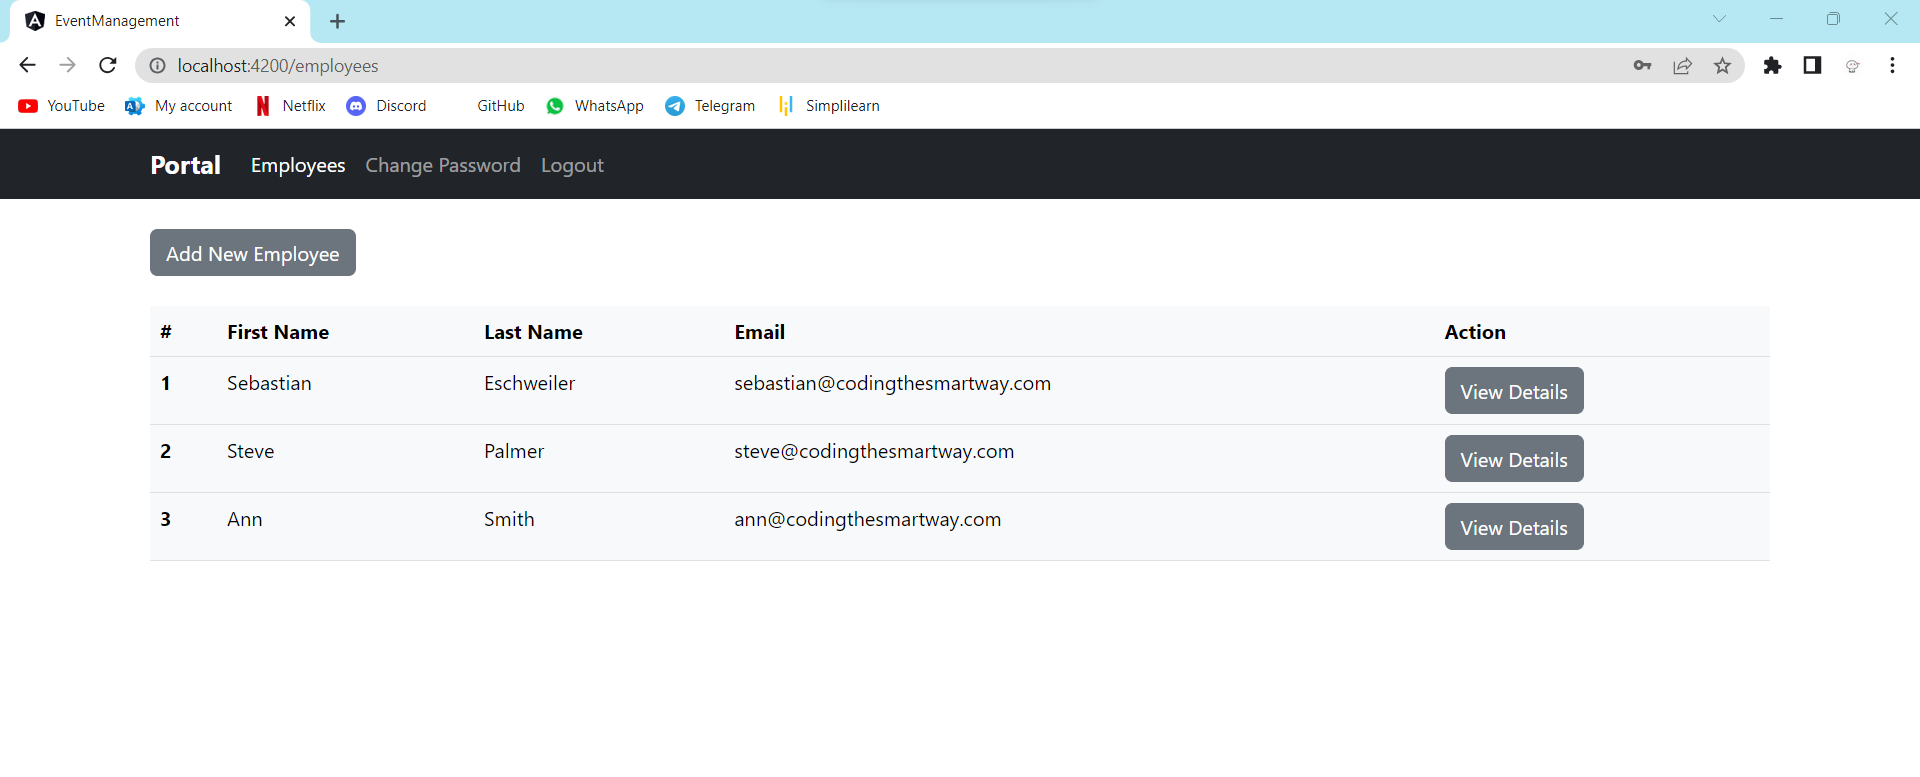 EventManagement
localhost:4200/employees
YouTube My account Netflix Discord GitHub WhatsApp Telegram Simplilearn
Portal Employees Change Password Logout
Add New Employee
# First Name Last Name Email Action
1 Sebastian Eschweiler sebastian@codingthesmartway.com View Details
2 Steve Palmer steve@codingthesmartway.com View Details
3 Ann Smith ann@codingthesmartway.com View Details